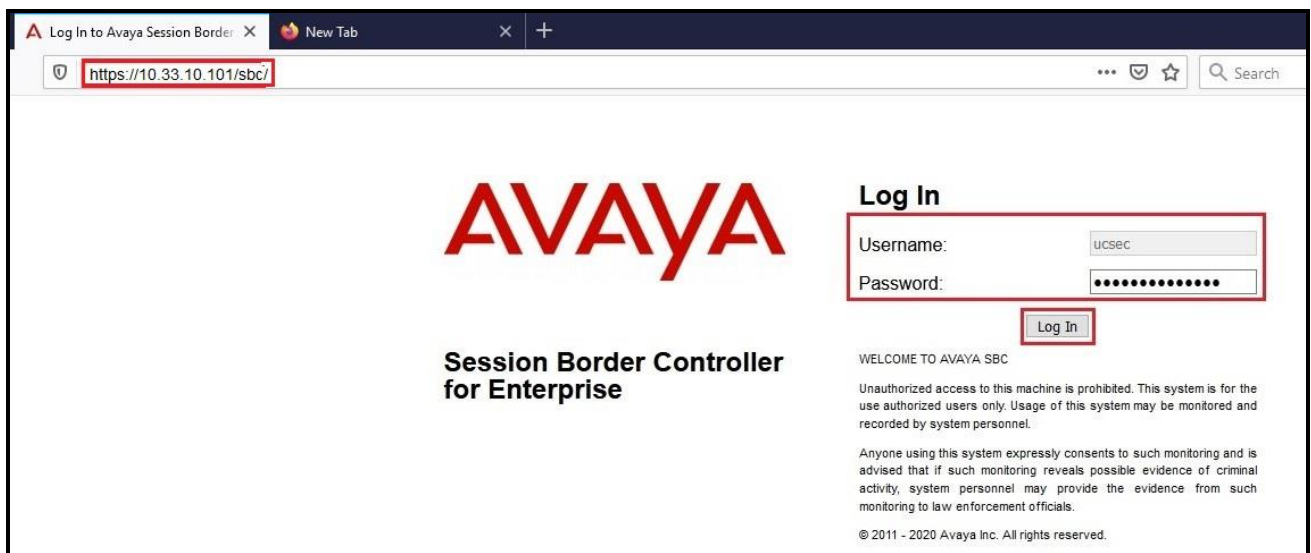 Log In to Avaya Session Border
New Tab
https://10.33.10.101/sbc/
Search
AVAYA
Session Border Controller
for Enterprise
Log In
Username:
ucsec
Password:
Log In
WELCOME TO AVAYA SBC
Unauthorized access to this machine is prohibited. This system is for the
use authorized users only. Usage of this system may be monitored and
recorded by system personnel.
Anyone using this system expressly consents to such monitoring and is
advised that if such monitoring reveals possible evidence of criminal
activity, system personnel may provide the evidence from such
monitoring to law enforcement officials.
© 2011 - 2020 Avaya Inc. All rights reserved.